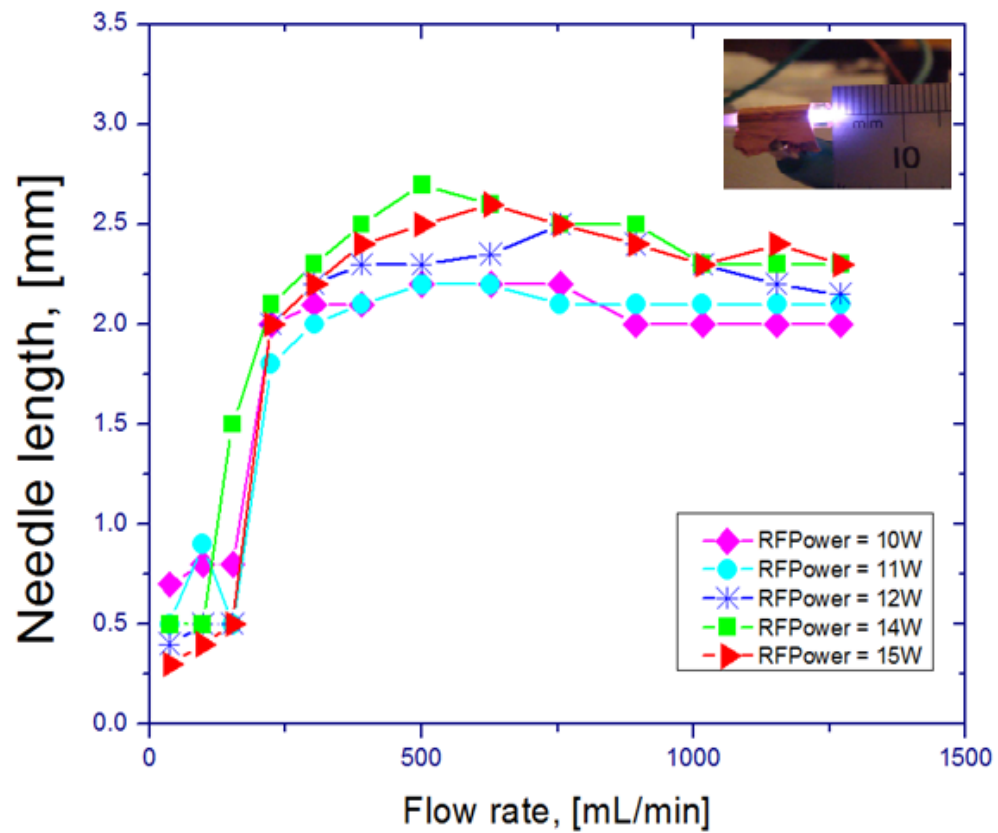 3.5
3.0
2.5
2.0
1.5
1.0
0.5
0.0
Needle length, [mm]
mm
10
RFPower = 10W
RFPower = 11W
RFPower = 12W
RFPower = 14W
RFPower = 15W
0 500 1000 1500
Flow rate, [mL/min]